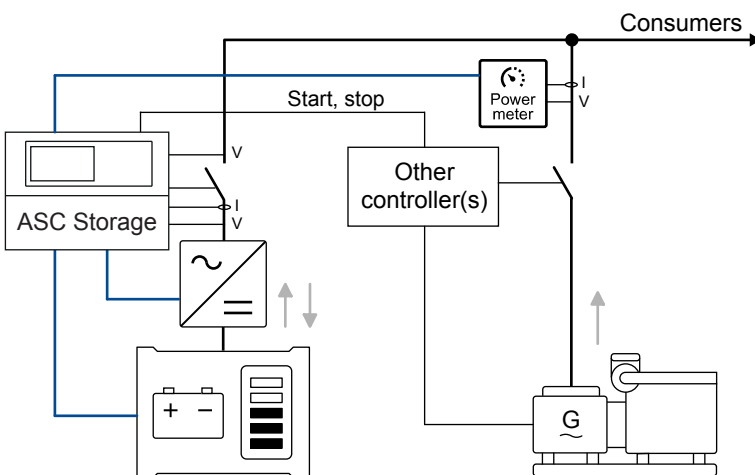 Consumers
I
V
Power
meter
Start, stop
V
Other
controller(s)
I
V
ASC Storage
+ −
G